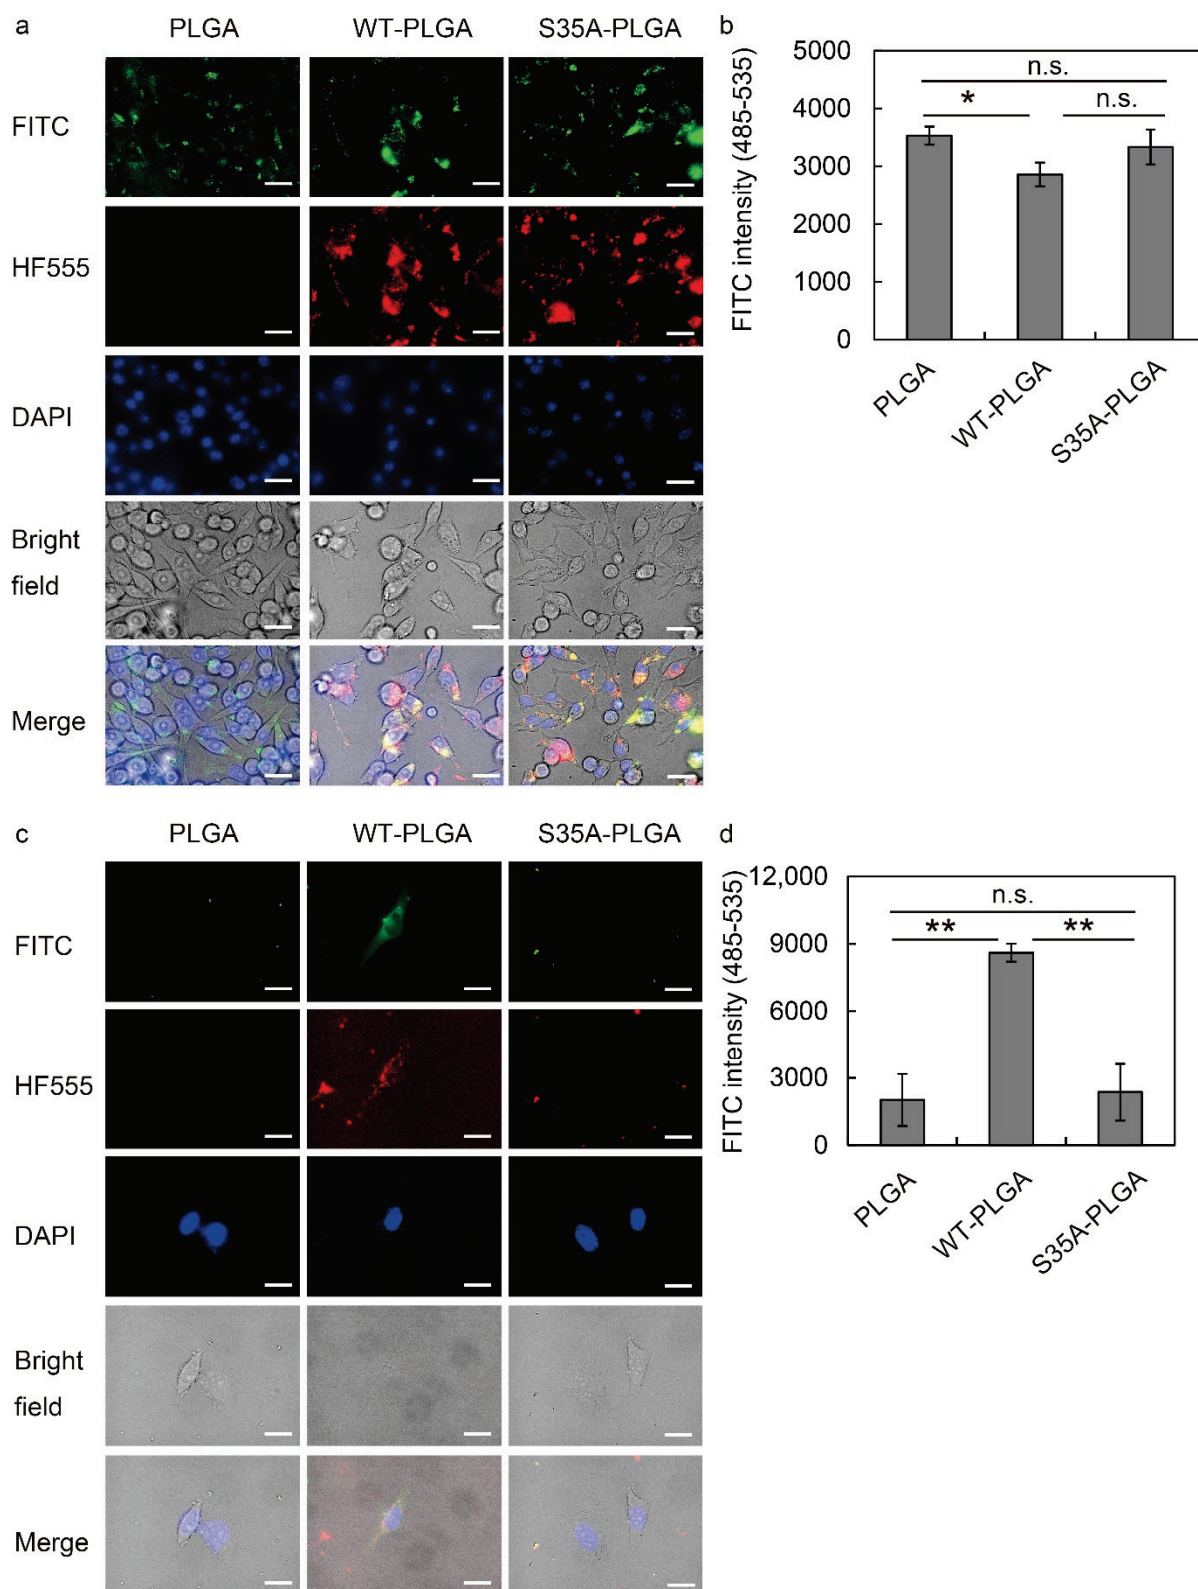 a
PLGA
WT-PLGA
S35A-PLGA
FITC
HF555
DAPI
Bright
field
Merge
b
FITC intensity (485-535)
5000
4000
3000
2000
1000
0
n.s.
*
n.s.
PLGA
WT-PLGA
S35A-PLGA
c
PLGA
WT-PLGA
S35A-PLGA
FITC
HF555
DAPI
Bright
field
Merge
d
FITC intensity (485-535)
12,000
9000
6000
3000
0
n.s.
**
**
PLGA
WT-PLGA
S35A-PLGA